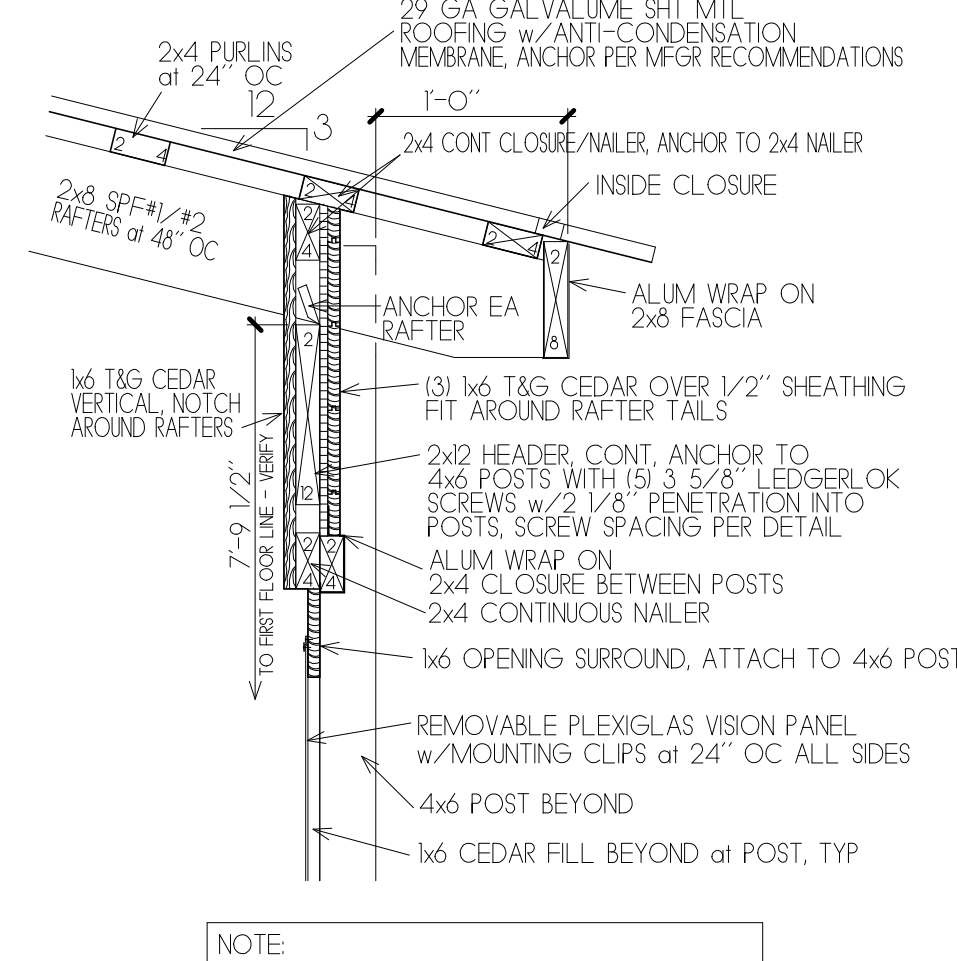 29 GA GALVALUME SHT MTL
ROOFING w/ANTI-CONDENSATION
MEMBRANE, ANCHOR PER MFGR RECOMMENDATIONS
2x4 PURLINS
at 24" OC
12
3
1'-0"
2x4 CONT CLOSURE/NAILER, ANCHOR TO 2x4 NAILER
INSIDE CLOSURE
2 4
2
4
2x8 SPF#1/#2
RAFTERS at 48" OC
2
4
2 4
2
8
ALUM WRAP ON
2x8 FASCIA
ANCHOR EA
RAFTER
2
12
1x6 T&G CEDAR
VERTICAL, NOTCH
AROUND RAFTERS
(3) 1x6 T&G CEDAR OVER 1/2" SHEATHING
FIT AROUND RAFTER TAILS
2x12 HEADER, CONT, ANCHOR TO
4x6 POSTS WITH (5) 3 5/8" LEDGERLOK
SCREWS w/2 1/8" PENETRATION INTO
POSTS, SCREW SPACING PER DETAIL
7'-9 1/2"
TO FIRST FLOOR LINE - VERIFY
2 2
4 4
ALUM WRAP ON
2x4 CLOSURE BETWEEN POSTS
2x4 CONTINUOUS NAILER
1x6 OPENING SURROUND, ATTACH TO 4x6 POST
REMOVABLE PLEXIGLAS VISION PANEL
w/MOUNTING CLIPS at 24" OC ALL SIDES
4x6 POST BEYOND
1x6 CEDAR FILL BEYOND at POST, TYP
NOTE: